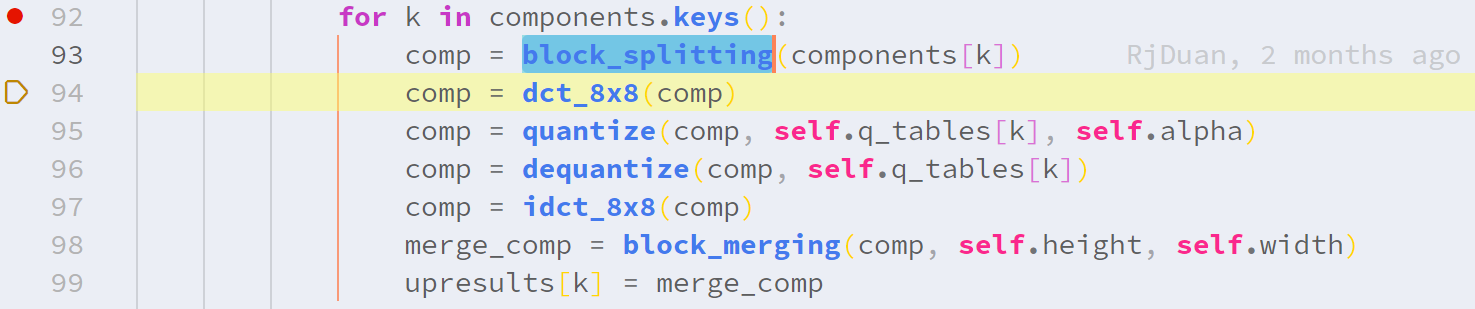 92 for k in components.keys():
93 comp = block_splitting(components[k]) RjDuan, 2 months ago
94 comp = dct_8x8(comp)
95 comp = quantize(comp, self.q_tables[k], self.alpha)
96 comp = dequantize(comp, self.q_tables[k])
97 comp = idct_8x8(comp)
98 merge_comp = block_merging(comp, self.height, self.width)
99 upresults[k] = merge_comp